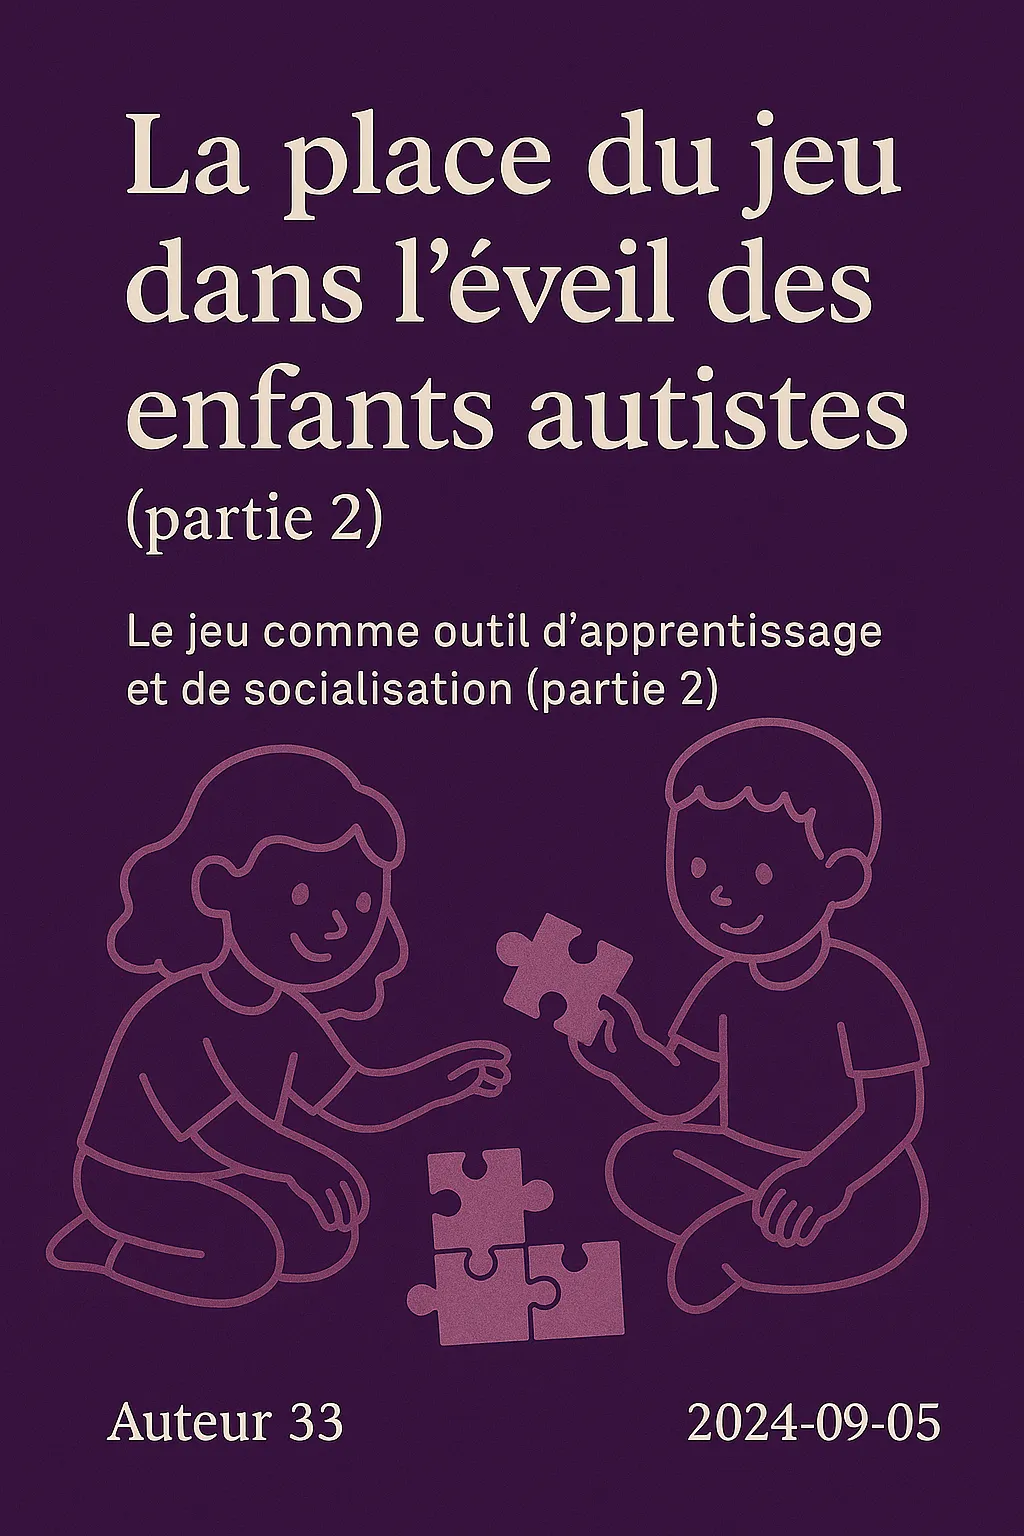 La place du jeu
dans l’éveil des
enfants autistes
(partie 2)
Le jeu comme outil d’apprentissage
et de socialisation (partie 2)
Auteur 33
2024-09-05